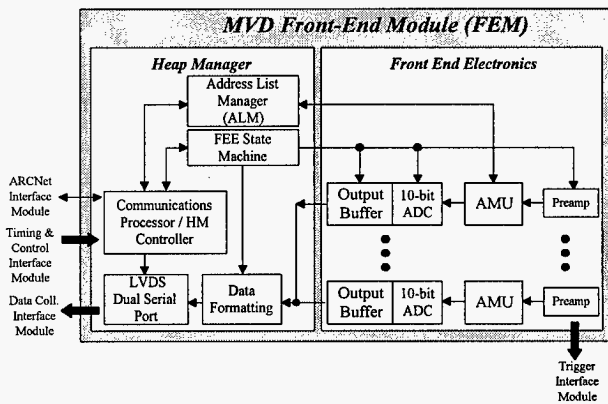 MVD Front-End Module (FEM)
Heap Manager
Address List
Manager
(ALM)
FEE State
Machine
Communications
Processor / HM
Controller
LVDS
Dual Serial
Port
Data
Formatting
Front End Electronics
Output
Buffer
10-bit
ADC
AMU
Preamp
Output
Buffer
10-bit
ADC
AMU
Preamp
ARCNet
Interface
Module
Timing &
Control
Interface
Module
Data Coll.
Interface
Module
Trigger
Interface
Module